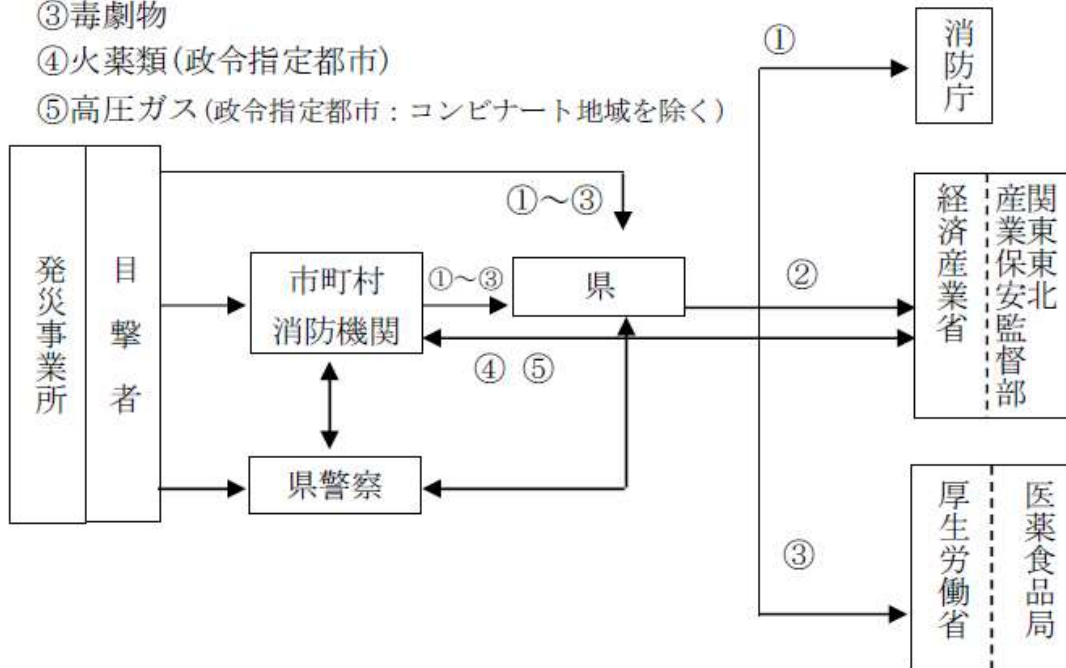 ③毒劇物
④火薬類(政令指定都市)
⑤高圧ガス(政令指定都市:コンビナート地域を除く)
発災事業所
目撃者
①～③
市町村
消防機関
①～③
県
④ ⑤
県警察
①
消防庁
②
経済産業省
関東東北
産業保安監督部
③
厚生労働省
医薬食品局